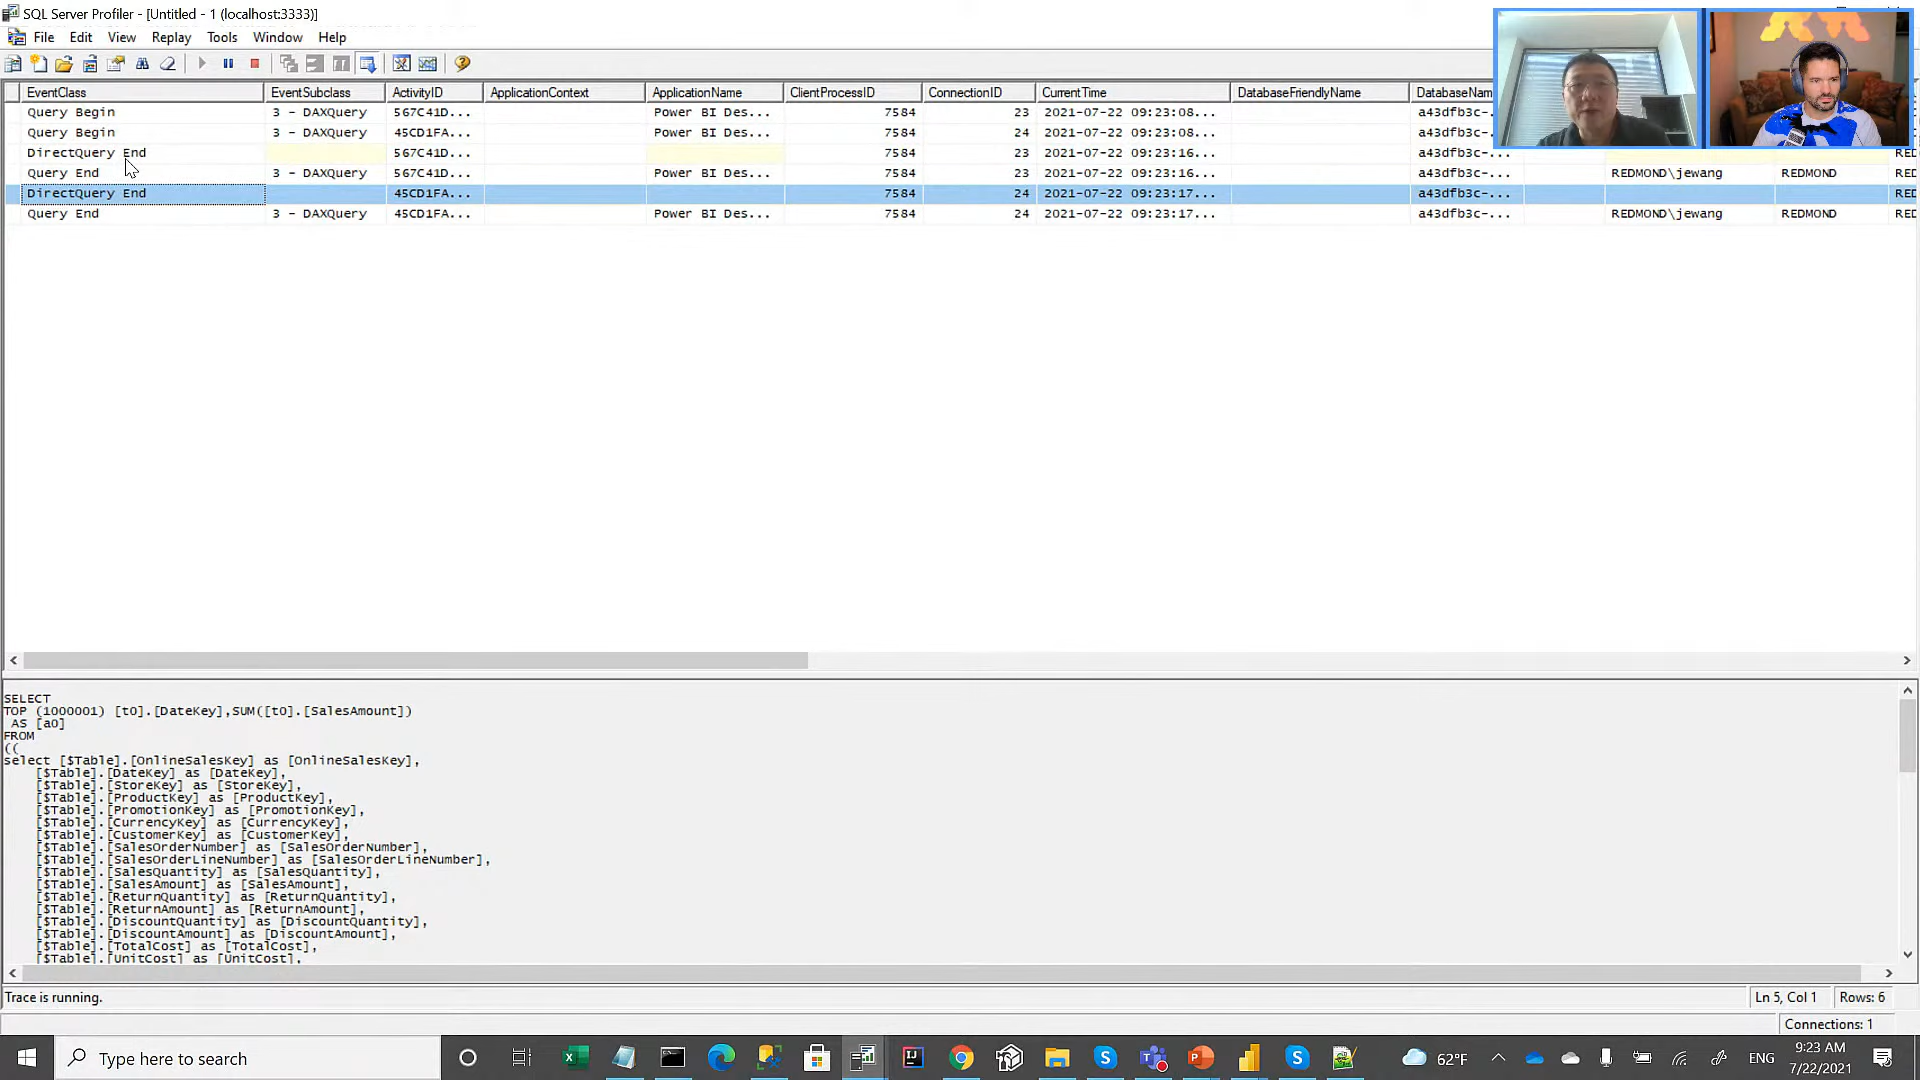 SQL Server Profiler - [Untitled - 1 (localhost:3333)]
File Edit View Replay Tools Window Help
EventClass EventSubclass ActivityID ApplicationContext ApplicationName ClientProcessID ConnectionID CurrentTime DatabaseFriendlyName DatabaseNam
Query Begin 3 - DAXQuery 567C41D... Power BI Des... 7584 23 2021-07-22 09:23:08... a43dfb3c-...
Query Begin 3 - DAXQuery 45CD1FA... Power BI Des... 7584 24 2021-07-22 09:23:08... a43dfb3c-...
DirectQuery End 567C41D... 7584 23 2021-07-22 09:23:16... a43dfb3c-... RED
Query End 3 - DAXQuery 567C41D... Power BI Des... 7584 23 2021-07-22 09:23:16... a43dfb3c-... REDMOND\jewang REDMOND RED
DirectQuery End 45CD1FA... 7584 24 2021-07-22 09:23:17... a43dfb3c-... RED
Query End 3 - DAXQuery 45CD1FA... Power BI Des... 7584 24 2021-07-22 09:23:17... a43dfb3c-... REDMOND\jewang REDMOND RED
SELECT
TOP (1000001) [t0].[DateKey],SUM([t0].[SalesAmount])
AS [a0]
FROM
((
select [$Table].[OnlineSalesKey] as [OnlineSalesKey],
[$Table].[DateKey] as [DateKey],
[$Table].[StoreKey] as [StoreKey],
[$Table].[ProductKey] as [ProductKey],
[$Table].[PromotionKey] as [PromotionKey],
[$Table].[CurrencyKey] as [CurrencyKey],
[$Table].[CustomerKey] as [CustomerKey],
[$Table].[SalesOrderNumber] as [SalesOrderNumber],
[$Table].[SalesOrderLineNumber] as [SalesOrderLineNumber],
[$Table].[SalesQuantity] as [SalesQuantity],
[$Table].[SalesAmount] as [SalesAmount],
[$Table].[ReturnQuantity] as [ReturnQuantity],
[$Table].[ReturnAmount] as [ReturnAmount],
[$Table].[DiscountQuantity] as [DiscountQuantity],
[$Table].[DiscountAmount] as [DiscountAmount],
[$Table].[TotalCost] as [TotalCost],
[$Table].[UnitCost] as [UnitCost],
Trace is running. Ln 5, Col 1 Rows: 6
Connections: 1
Type here to search 62°F ENG 9:23 AM
7/22/2021